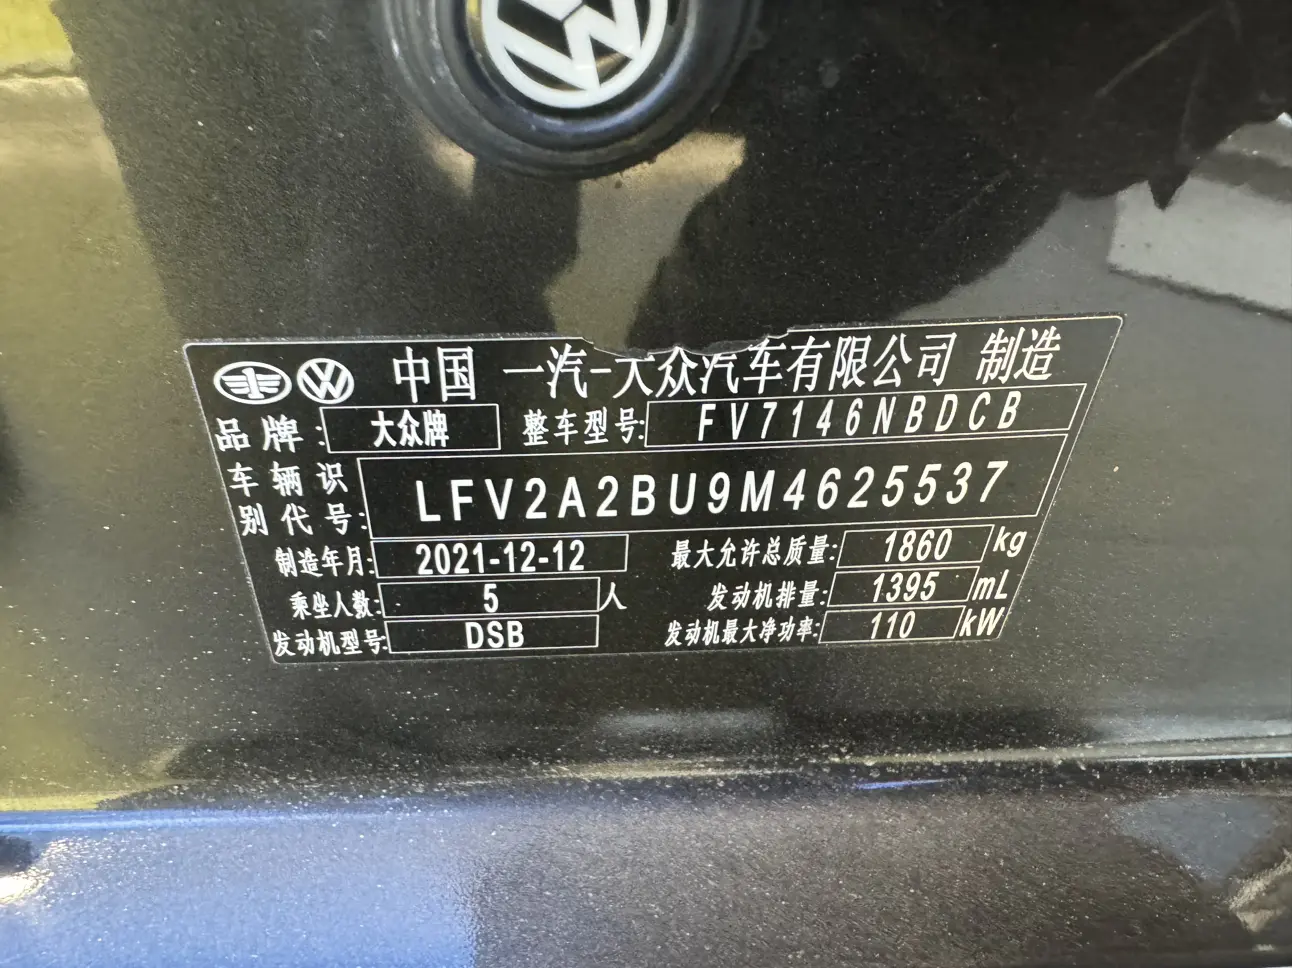 中国 一汽-大众汽车有限公司 制造
品牌: 大众牌 整车型号: FV7146NBDCB
车辆识别代号: LFV2A2BU9M4625537
制造年月: 2021-12-12 最大允许总质量: 1860 kg
乘坐人数: 5 人 发动机排量: 1395 mL
发动机型号: DSB 发动机最大净功率: 110 kW